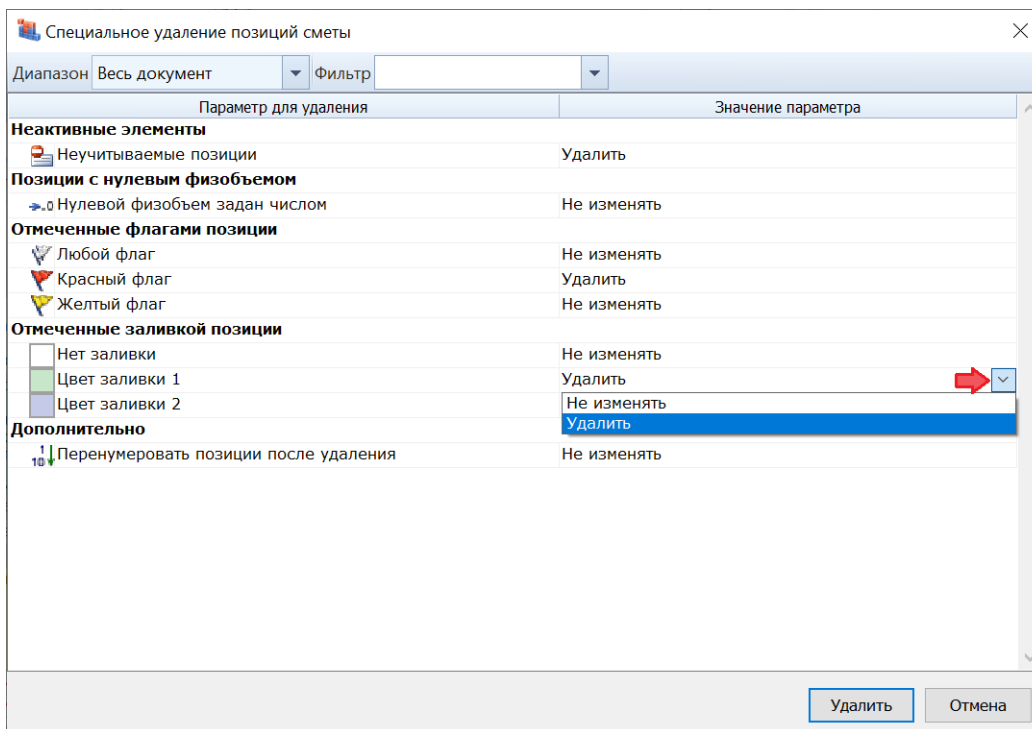 Специальное удаление позиций сметы
Диапазон Весь документ Фильтр
Параметр для удаления Значение параметра
Неактивные элементы
Неучитываемые позиции Удалить
Позиции с нулевым физобъемом
Нулевой физобъем задан числом Не изменять
Отмеченные флагами позиции
Любой флаг Не изменять
Красный флаг Удалить
Желтый флаг Не изменять
Отмеченные заливкой позиции
Нет заливки Не изменять
Цвет заливки 1 Удалить
Цвет заливки 2 Не изменять
Дополнительно Удалить
Перенумеровать позиции после удаления Не изменять
Удалить Отмена